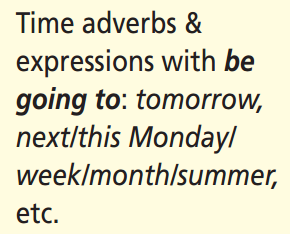 Time adverbs &
expressions with be
going to: tomorrow,
next/this Monday/
week/month/summer,
etc.